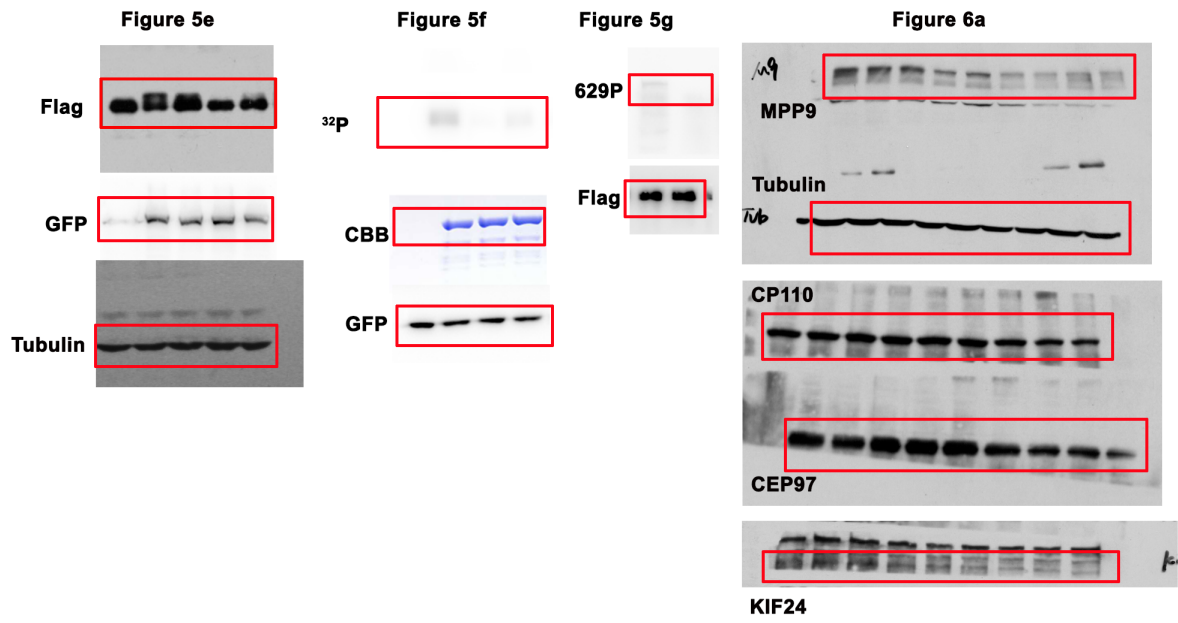 Figure 5e
Figure 5f
Figure 5g
Figure 6a
Flag
GFP
Tubulin
³²P
CBB
GFP
629P
Flag
MPP9
Tubulin
Tub
CP110
CEP97
KIF24